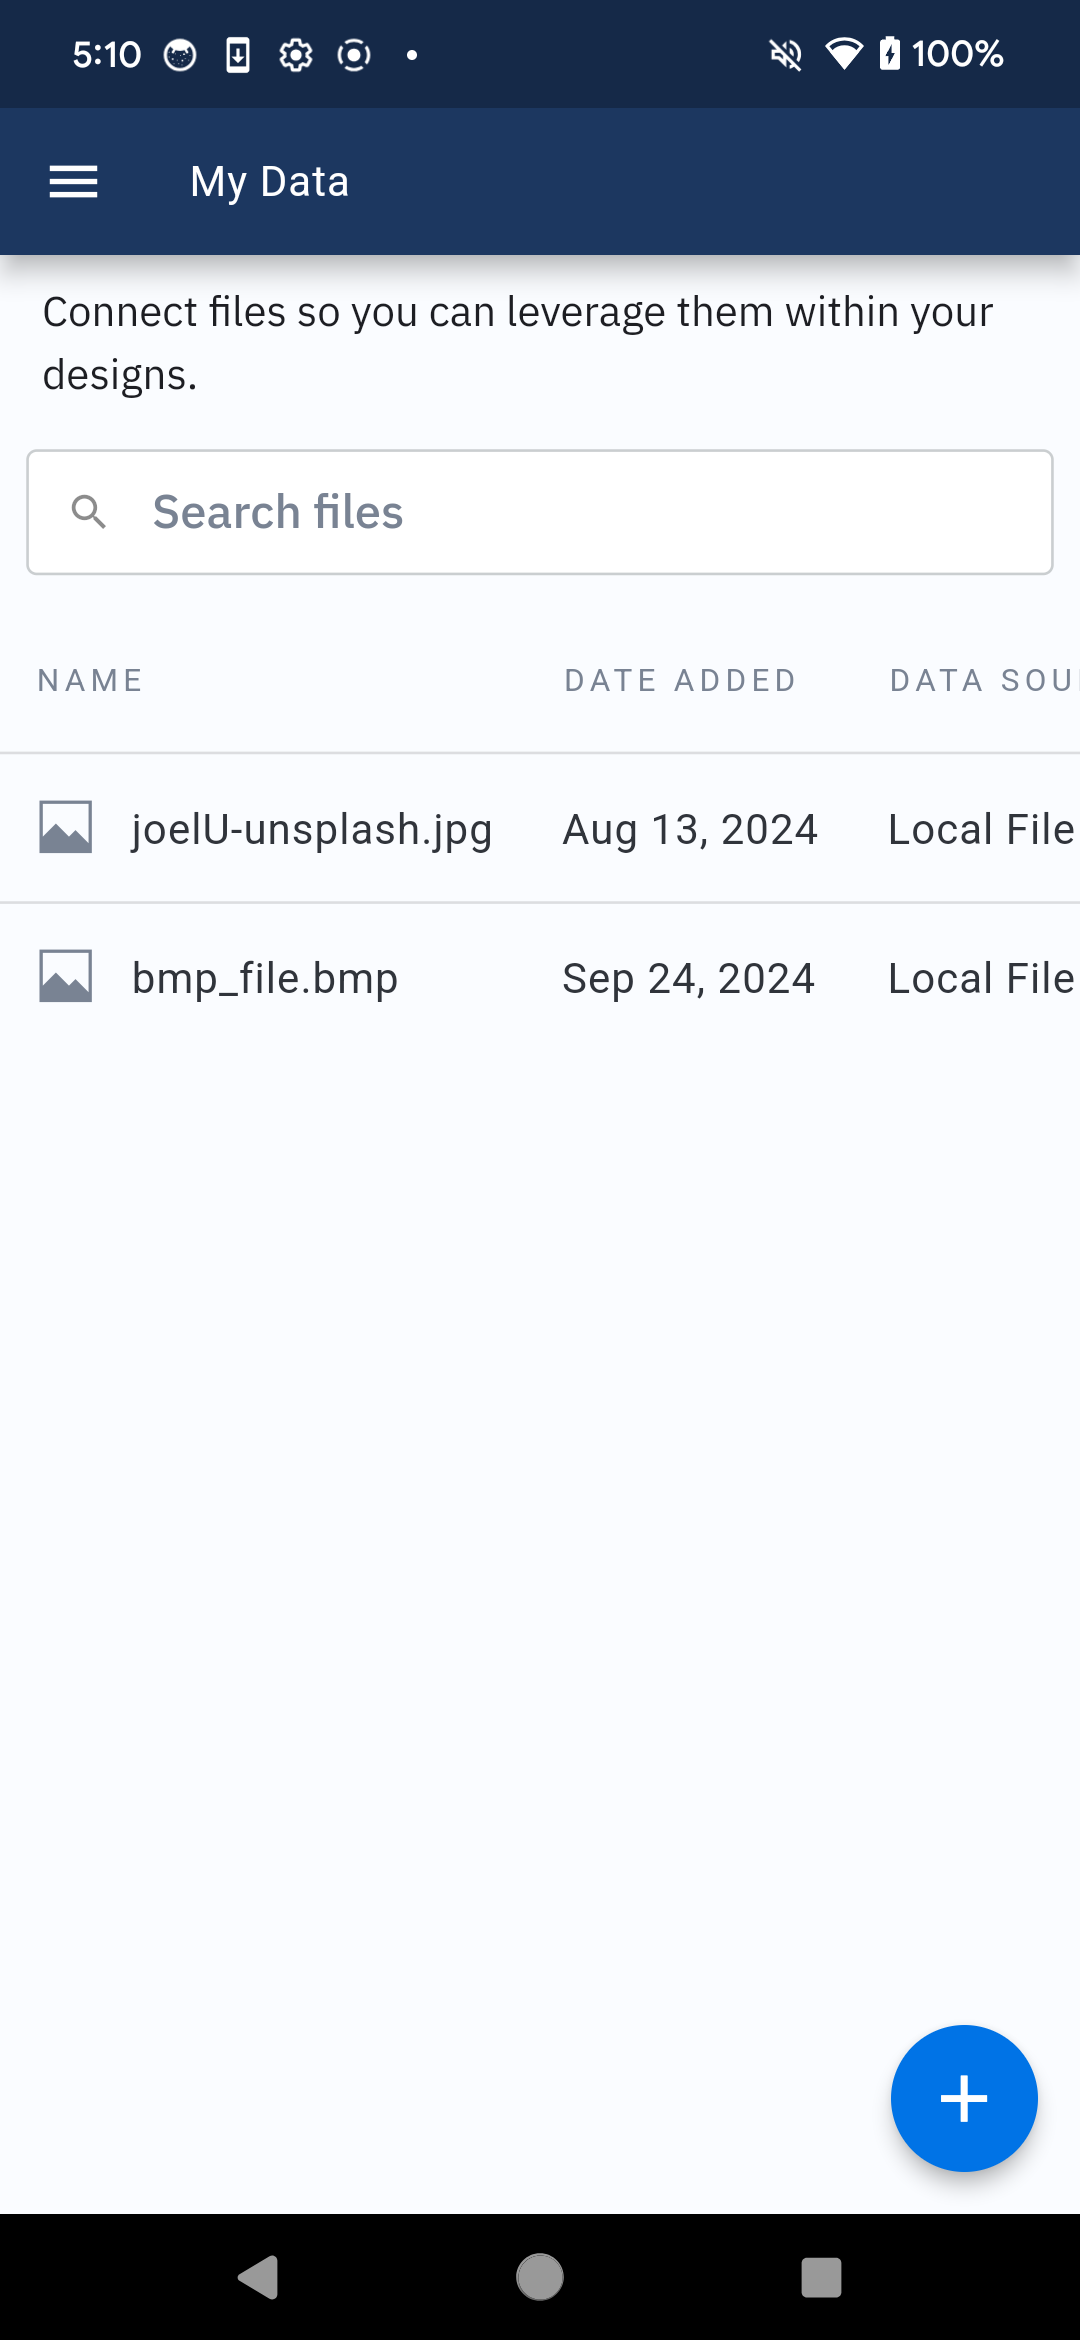 5:10 100%
My Data
Connect files so you can leverage them within your
designs.
Search files
NAME DATE ADDED DATA SOU
joelU-unsplash.jpg Aug 13, 2024 Local File
bmp_file.bmp Sep 24, 2024 Local File